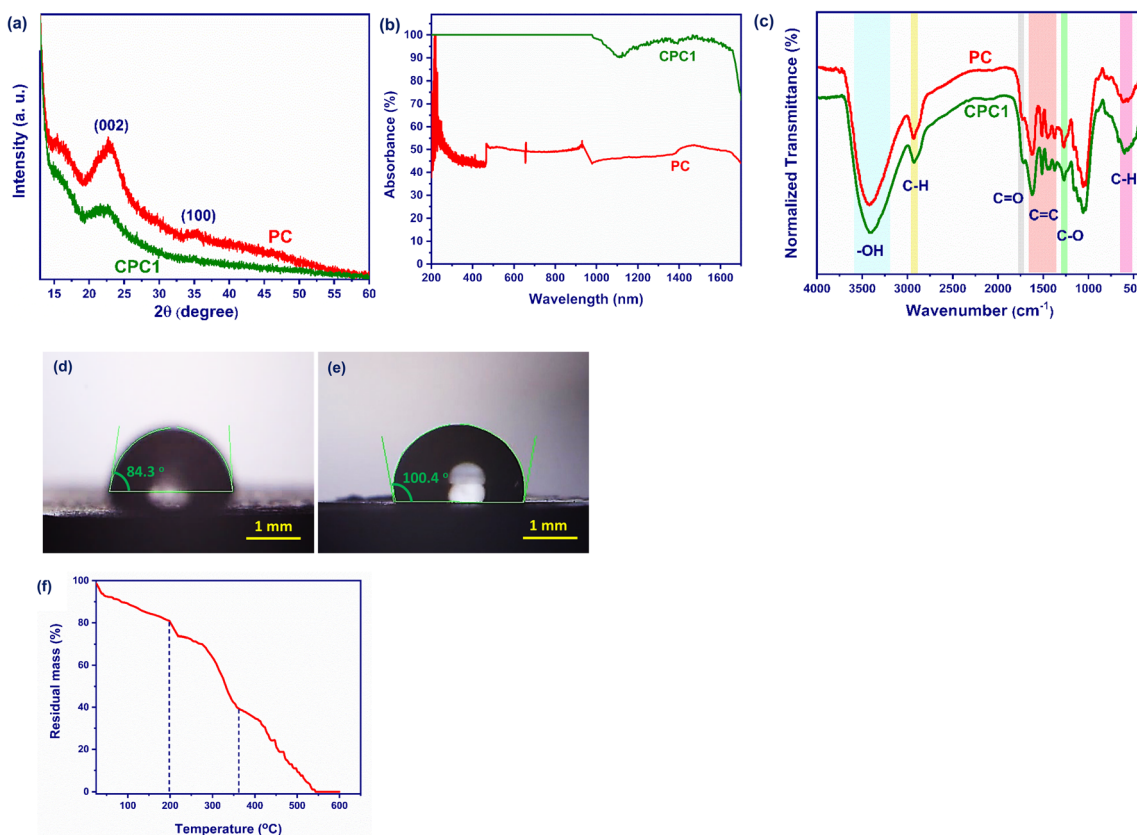 (a)
Intensity (a. u.)
(002)
(100)
PC
CPC1
15 20 25 30 35 40 45 50 55 60
2θ (degree)
(b)
Absorbance (%)
110
100
90
80
70
60
50
40
30
20
10
0
CPC1
PC
200 400 600 800 1000 1200 1400 1600
Wavelength (nm)
(c)
Normalized Transmittance (%)
PC
CPC1
-OH
C-H
C=O
C=C
C-O
C-H
4000 3500 3000 2500 2000 1500 1000 500
Wavenumber (cm⁻¹)
(d)
84.3 °
1 mm
(e)
100.4 °
1 mm
(f)
Residual mass (%)
100
80
60
40
20
0
100 200 300 400 500 600
Temperature (⁰C)